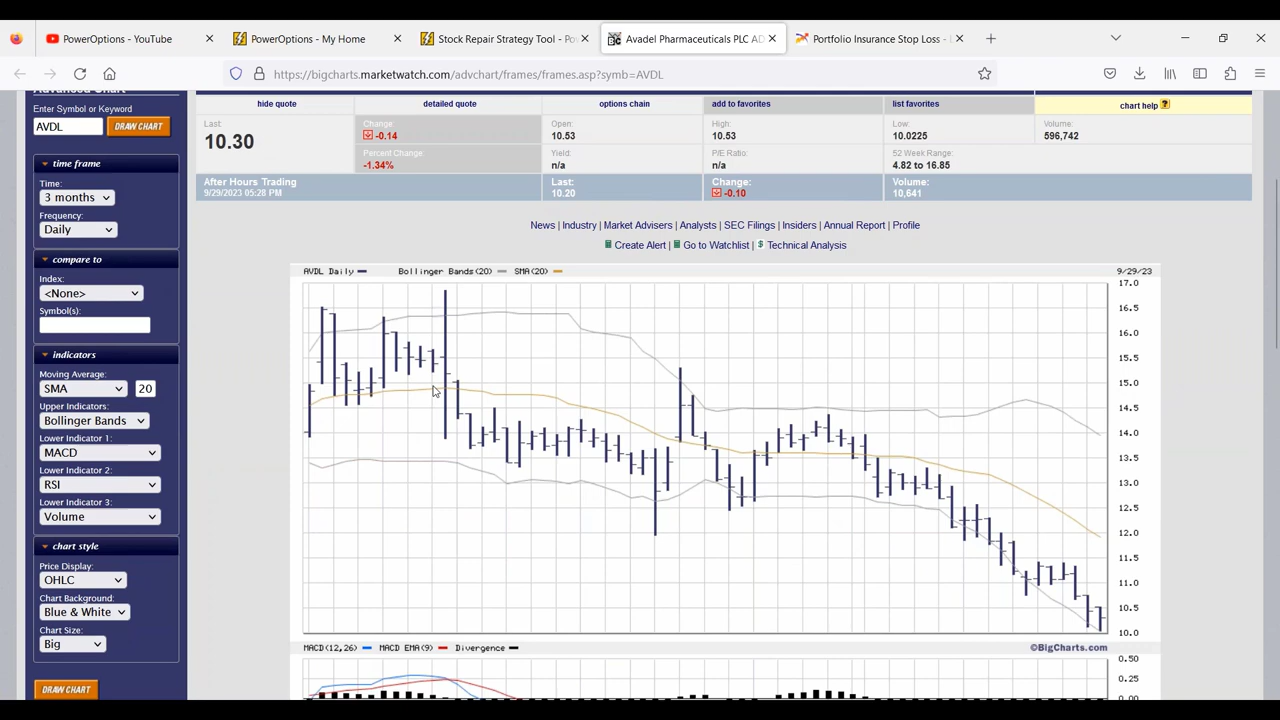 PowerOptions - YouTube
PowerOptions - My Home
Stock Repair Strategy Tool - Pow
Avadel Pharmaceuticals PLC AD
Portfolio Insurance Stop Loss -
https://bigcharts.marketwatch.com/advchart/frames/frames.asp?symb=AVDL
Advanced Chart
Enter Symbol or Keyword
AVDL
DRAW CHART
time frame
Time:
3 months
Frequency:
Daily
compare to
Index:
<None>
Symbol(s):
indicators
Moving Average:
SMA 20
Upper Indicators:
Bollinger Bands
Lower Indicator 1:
MACD
Lower Indicator 2:
RSI
Lower Indicator 3:
Volume
chart style
Price Display:
OHLC
Chart Background:
Blue & White
Chart Size:
Big
DRAW CHART
hide quote detailed quote options chain add to favorites list favorites chart help ?
Last:
10.30
Change:
-0.14
Percent Change:
-1.34%
Open:
10.53
Yield:
n/a
High:
10.53
P/E Ratio:
n/a
Low:
10.0225
52 Week Range:
4.82 to 16.85
Volume:
596,742
After Hours Trading
9/29/2023 05:28 PM
Last:
10.20
Change:
-0.10
Volume:
10,641
News | Industry | Market Advisers | Analysts | SEC Filings | Insiders | Annual Report | Profile
Create Alert | Go to Watchlist | $ Technical Analysis
AVDL Daily Bollinger Bands(20) SMA(20) 9/29/23
17.0
16.5
16.0
15.5
15.0
14.5
14.0
13.5
13.0
12.5
12.0
11.5
11.0
10.5
10.0
MACD(12,26) MACD EMA(9) Divergence ©BigCharts.com
0.50
0.25
0.00